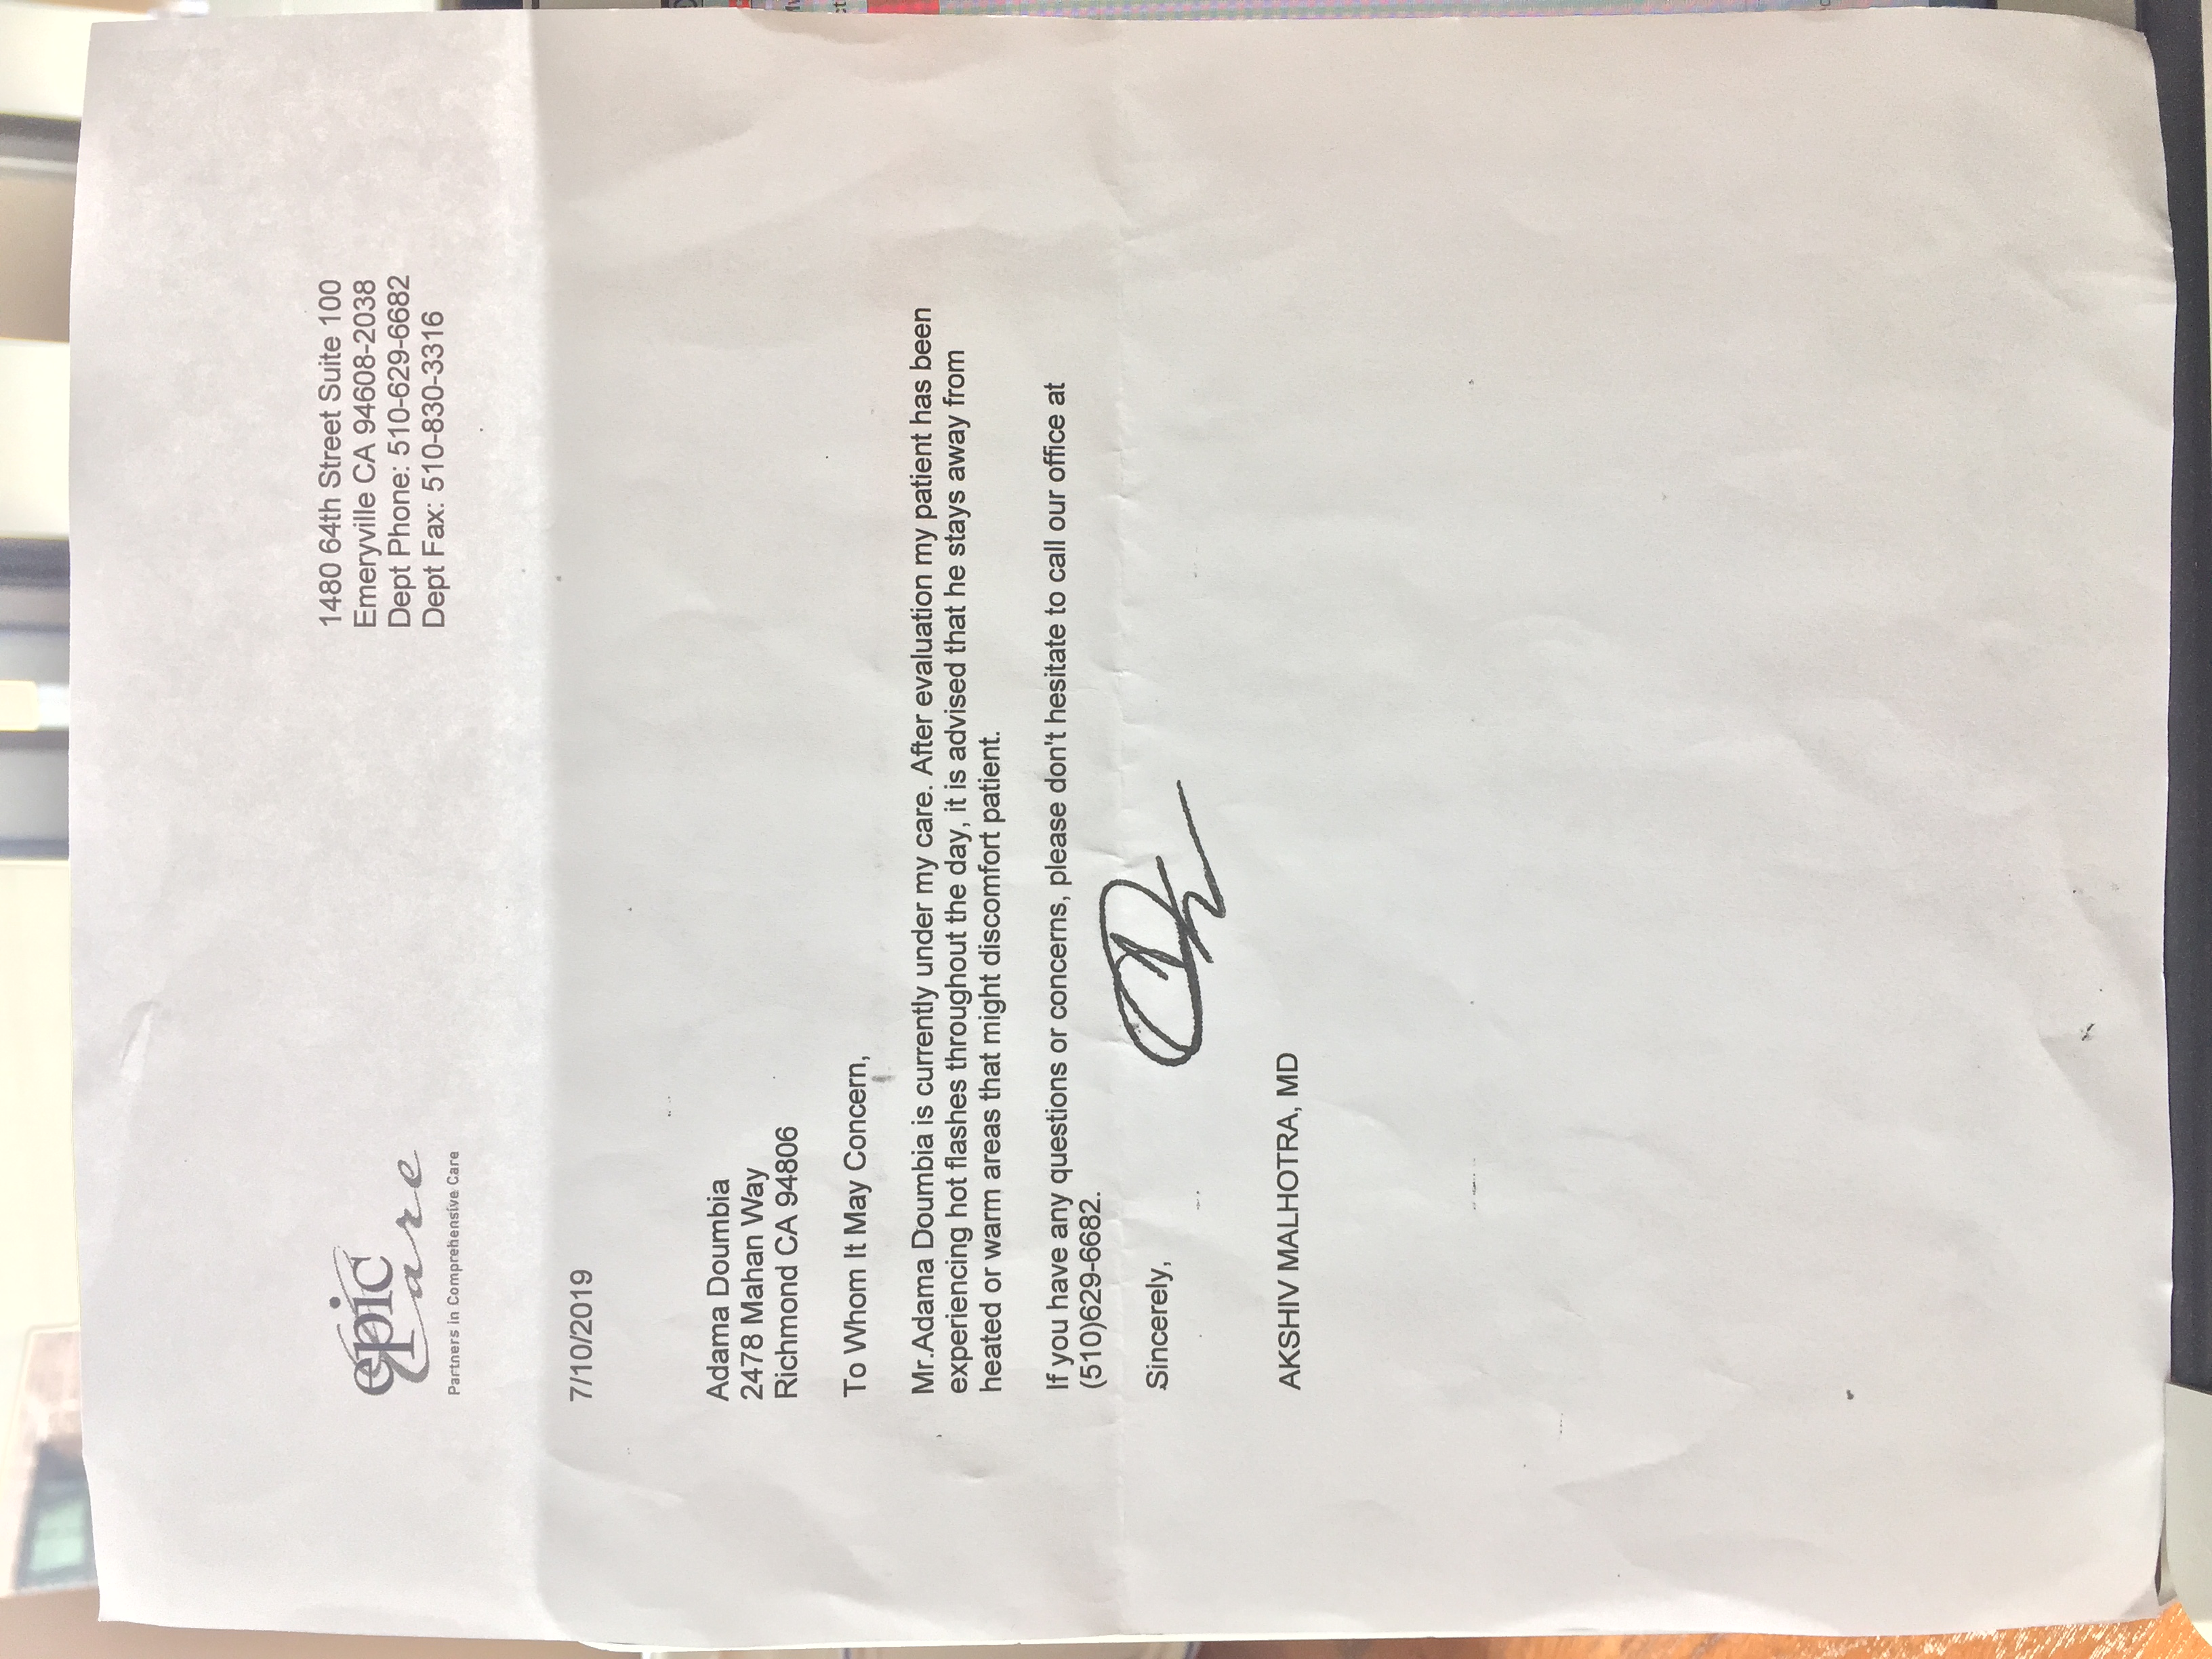 epic
care
Partners in Comprehensive Care
1480 64th Street Suite 100
Emeryville CA 94608-2038
Dept Phone: 510-629-6682
Dept Fax: 510-830-3316
7/10/2019
Adama Doumbia
2478 Mahan Way
Richmond CA 94806
To Whom It May Concern,
Mr.Adama Doumbia is currently under my care. After evaluation my patient has been
experiencing hot flashes throughout the day, it is advised that he stays away from
heated or warm areas that might discomfort patient.
If you have any questions or concerns, please don't hesitate to call our office at
(510)629-6682.
Sincerely,
AKSHIV MALHOTRA, MD